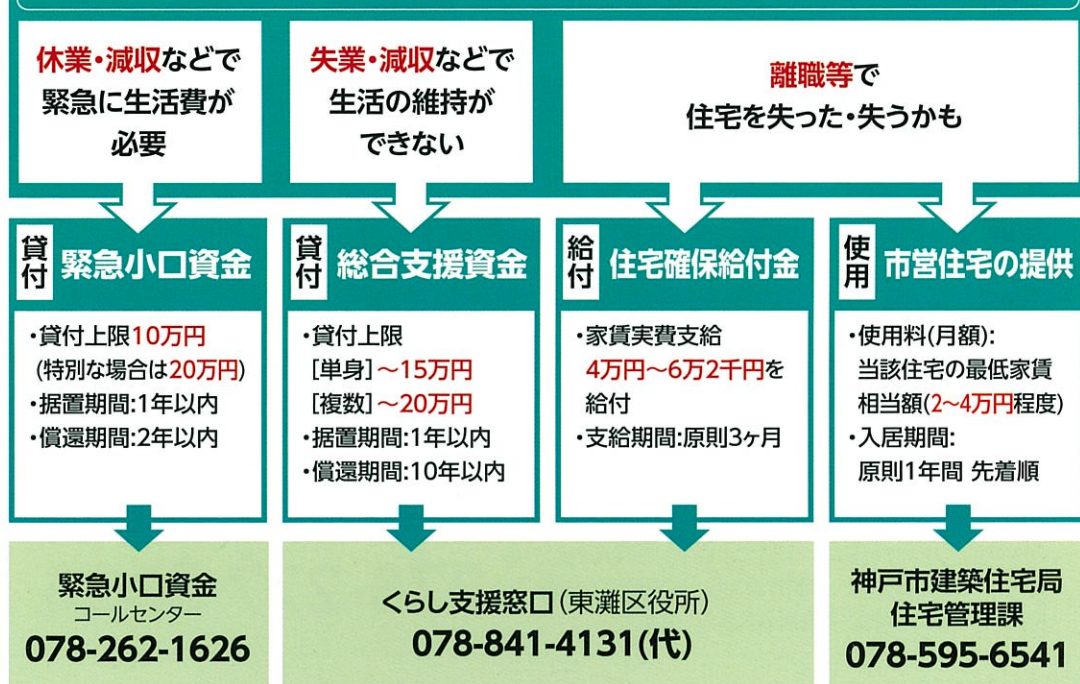 休業・減収などで
緊急に生活費が
必要
失業・減収などで
生活の維持が
できない
離職等で
住宅を失った・失うかも
貸付
緊急小口資金
・貸付上限10万円
(特別な場合は20万円)
・据置期間:1年以内
・償還期間:2年以内
貸付
総合支援資金
・貸付上限
[単身]～15万円
[複数]～20万円
・据置期間:1年以内
・償還期間:10年以内
給付
住宅確保給付金
・家賃実費支給
4万円～6万2千円を
給付
・支給期間:原則3ヶ月
使用
市営住宅の提供
・使用料(月額):
当該住宅の最低家賃
相当額(2～4万円程度)
・入居期間:
原則1年間 先着順
緊急小口資金
コールセンター
078-262-1626
くらし支援窓口(東灘区役所)
078-841-4131(代)
神戸市建築住宅局
住宅管理課
078-595-6541